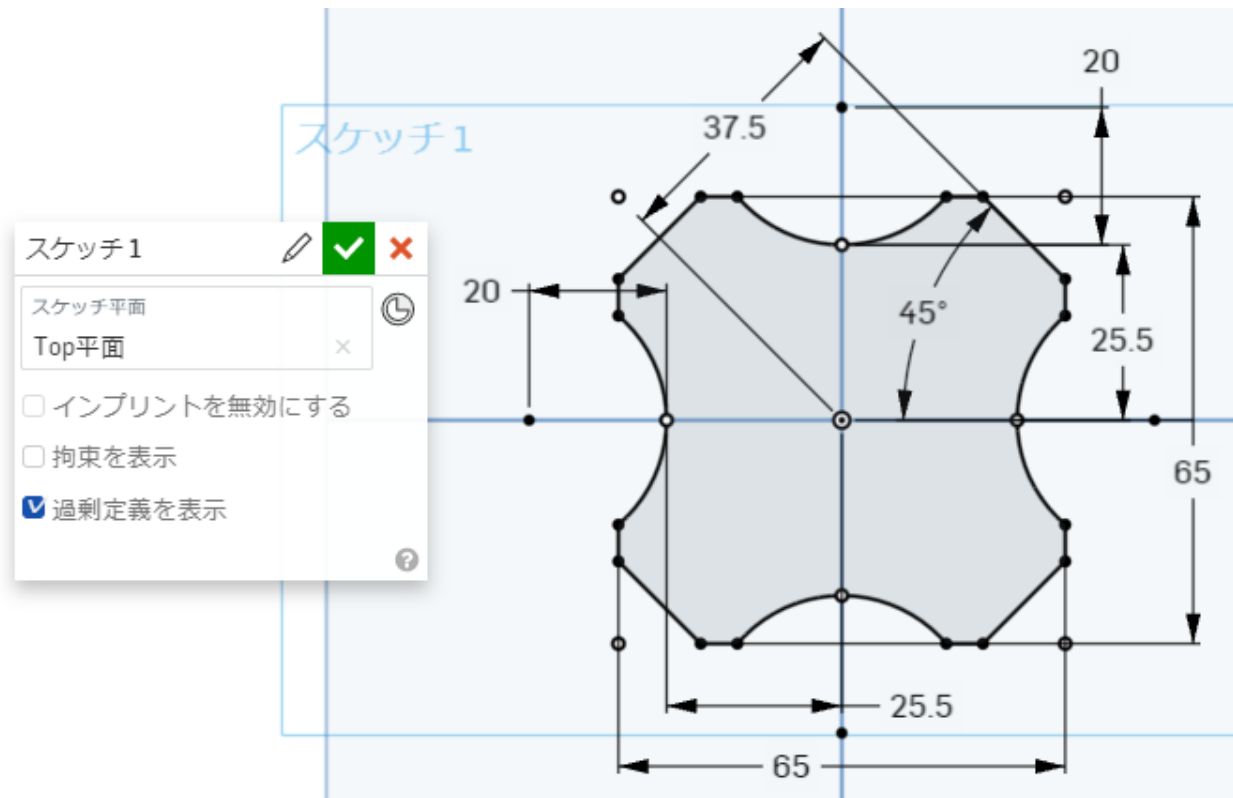 20
37.5
スケッチ1
スケッチ1
スケッチ平面
Top平面
20
45°
25.5
インプリントを無効にする
拘束を表示
65
過剰定義を表示
?
25.5
65